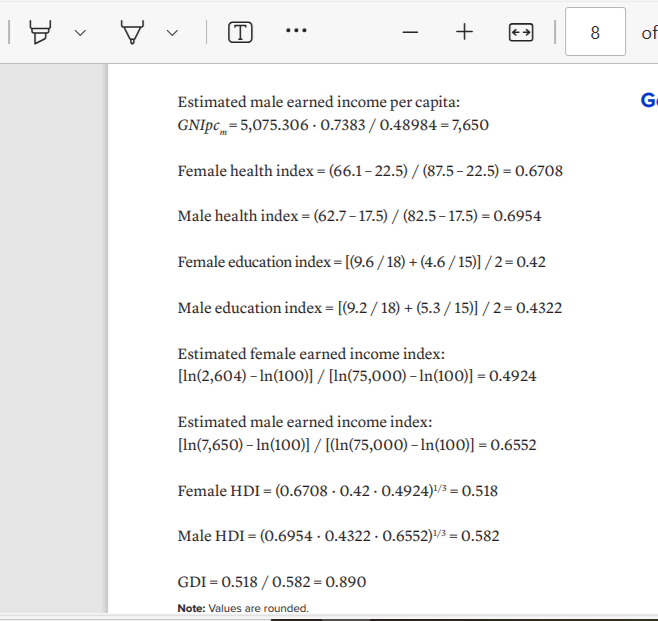 T ... — + 8 of
Estimated male earned income per capita:
GNIpcₘ = 5,075.306 · 0.7383 / 0.48984 = 7,650
Female health index = (66.1 – 22.5) / (87.5 – 22.5) = 0.6708
Male health index = (62.7 – 17.5) / (82.5 – 17.5) = 0.6954
Female education index = [(9.6 / 18) + (4.6 / 15)] / 2 = 0.42
Male education index = [(9.2 / 18) + (5.3 / 15)] / 2 = 0.4322
Estimated female earned income index:
[ln(2,604) – ln(100)] / [ln(75,000) – ln(100)] = 0.4924
Estimated male earned income index:
[ln(7,650) – ln(100)] / [(ln(75,000) – ln(100)] = 0.6552
Female HDI = (0.6708 · 0.42 · 0.4924)¹/³ = 0.518
Male HDI = (0.6954 · 0.4322 · 0.6552)¹/³ = 0.582
GDI = 0.518 / 0.582 = 0.890
Note: Values are rounded.